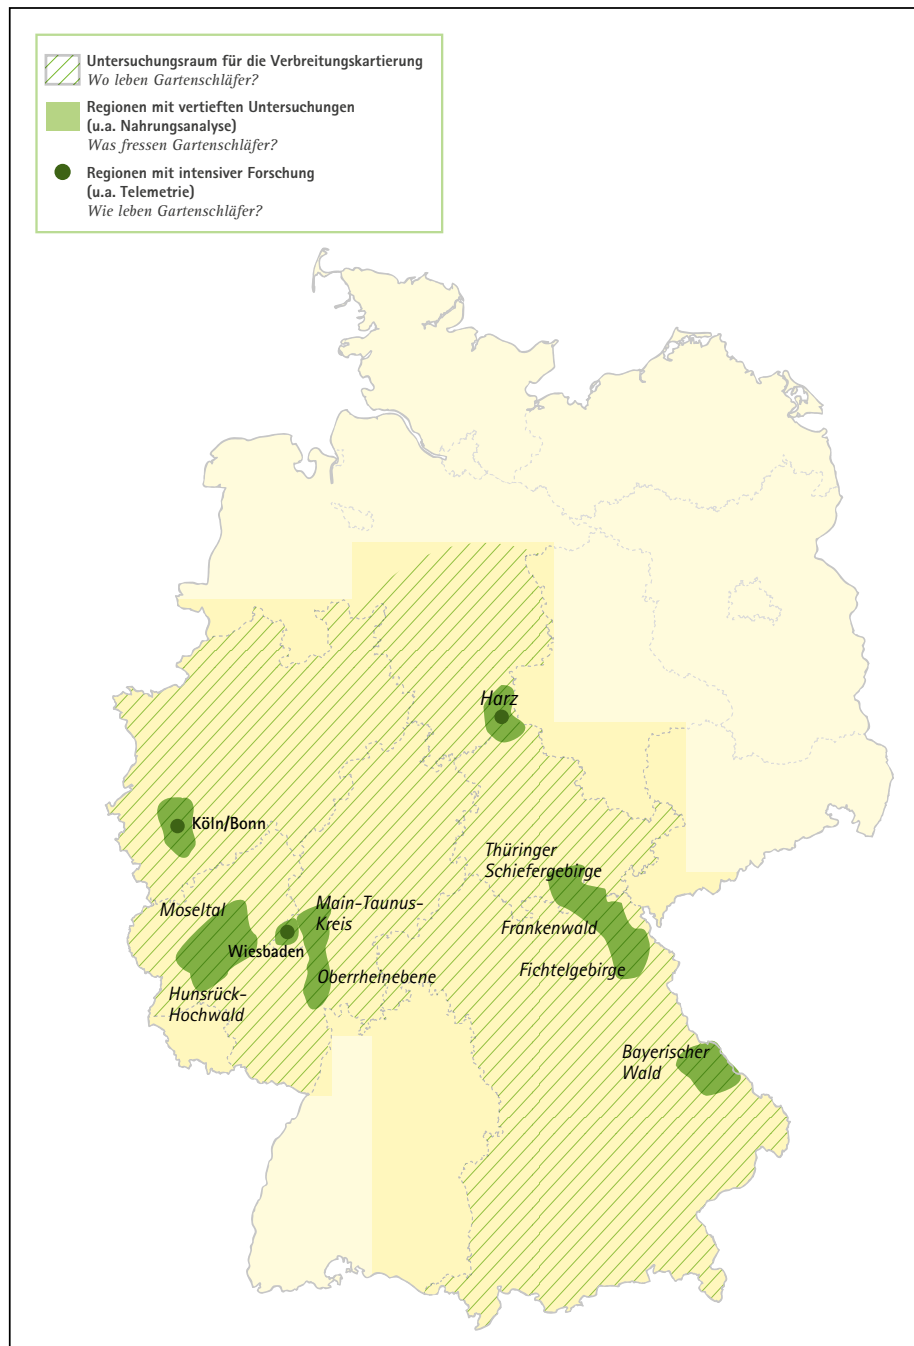 Untersuchungsraum für die Verbreitungskartierung
Wo leben Gartenschläfer?
Regionen mit vertieften Untersuchungen
(u.a. Nahrungsanalyse)
Was fressen Gartenschläfer?
Regionen mit intensiver Forschung
(u.a. Telemetrie)
Wie leben Gartenschläfer?
Harz
Köln/Bonn
Thüringer
Schiefergebirge
Moseltal
Main-Taunus-
Kreis
Frankenwald
Wiesbaden
Fichtelgebirge
Oberrheinebene
Hunsrück-
Hochwald
Bayerischer
Wald